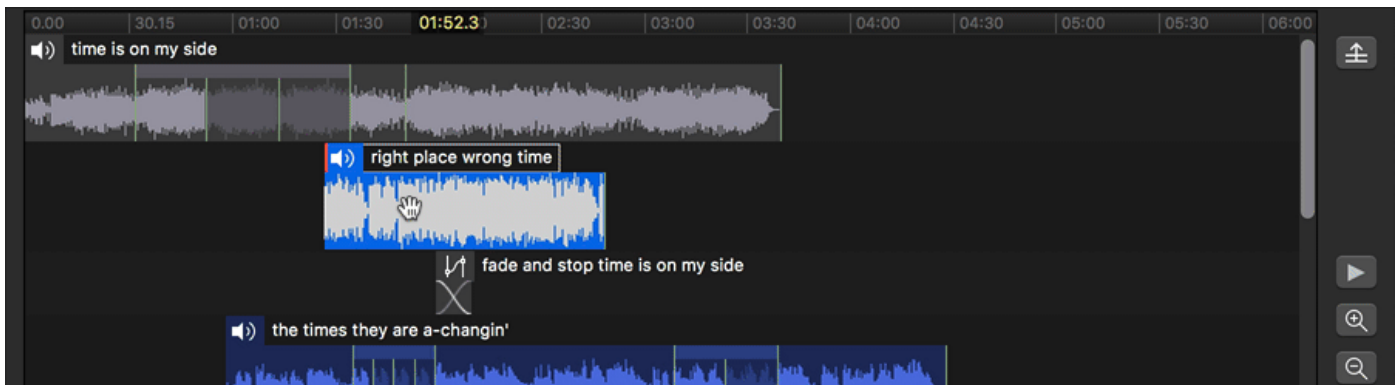 0.00 30.15 01:00 01:30 01:52.3 02:30 03:00 03:30 04:00 04:30 05:00 05:30 06:00
time is on my side
right place wrong time
fade and stop time is on my side
the times they are a-changin'